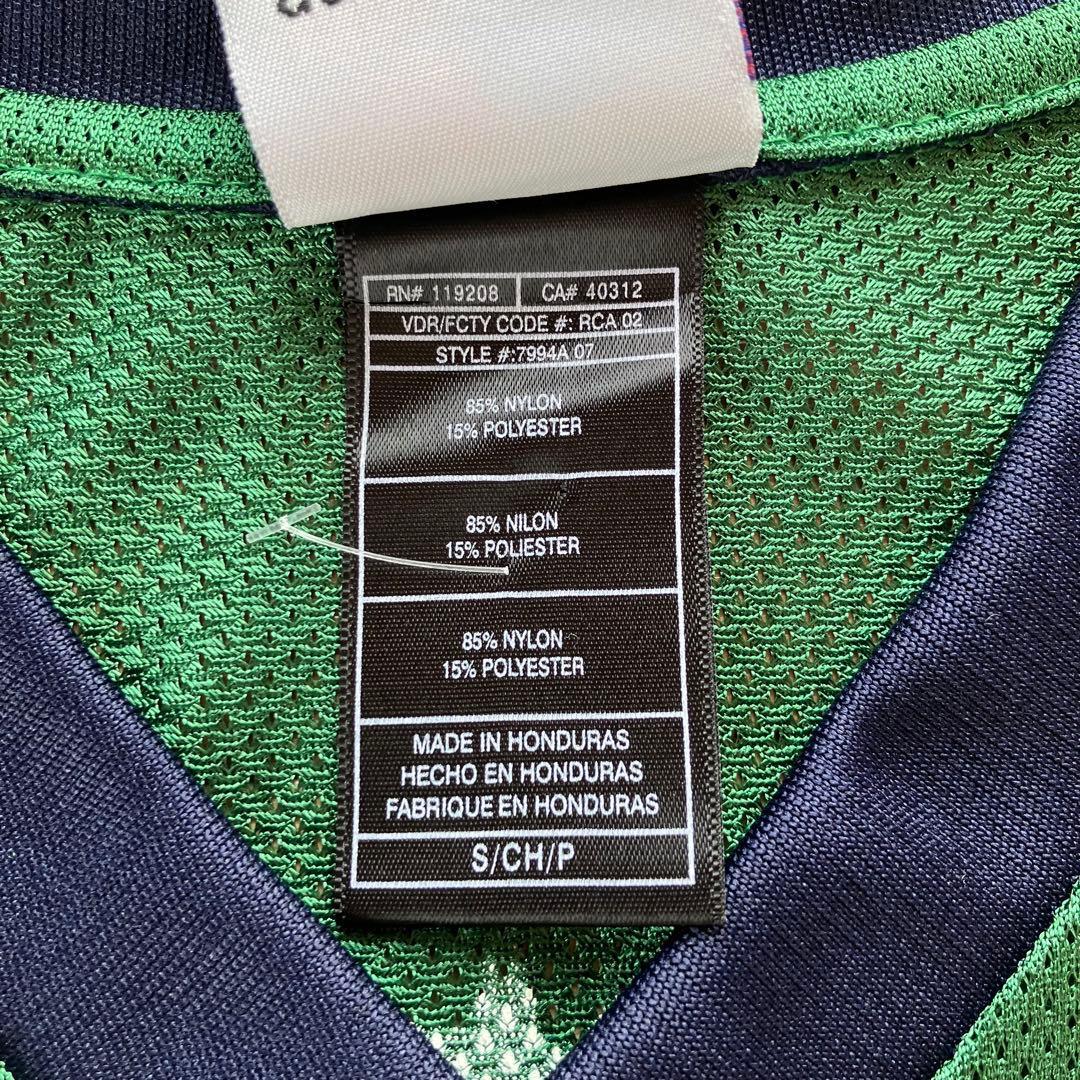 RN# 119208 CA# 40312
VDR/FCTY CODE #: RCA 02
STYLE #:7994A 07
85% NYLON
15% POLYESTER
85% NILON
15% POLIESTER
85% NYLON
15% POLYESTER
MADE IN HONDURAS
HECHO EN HONDURAS
FABRIQUE EN HONDURAS
S/CH/P